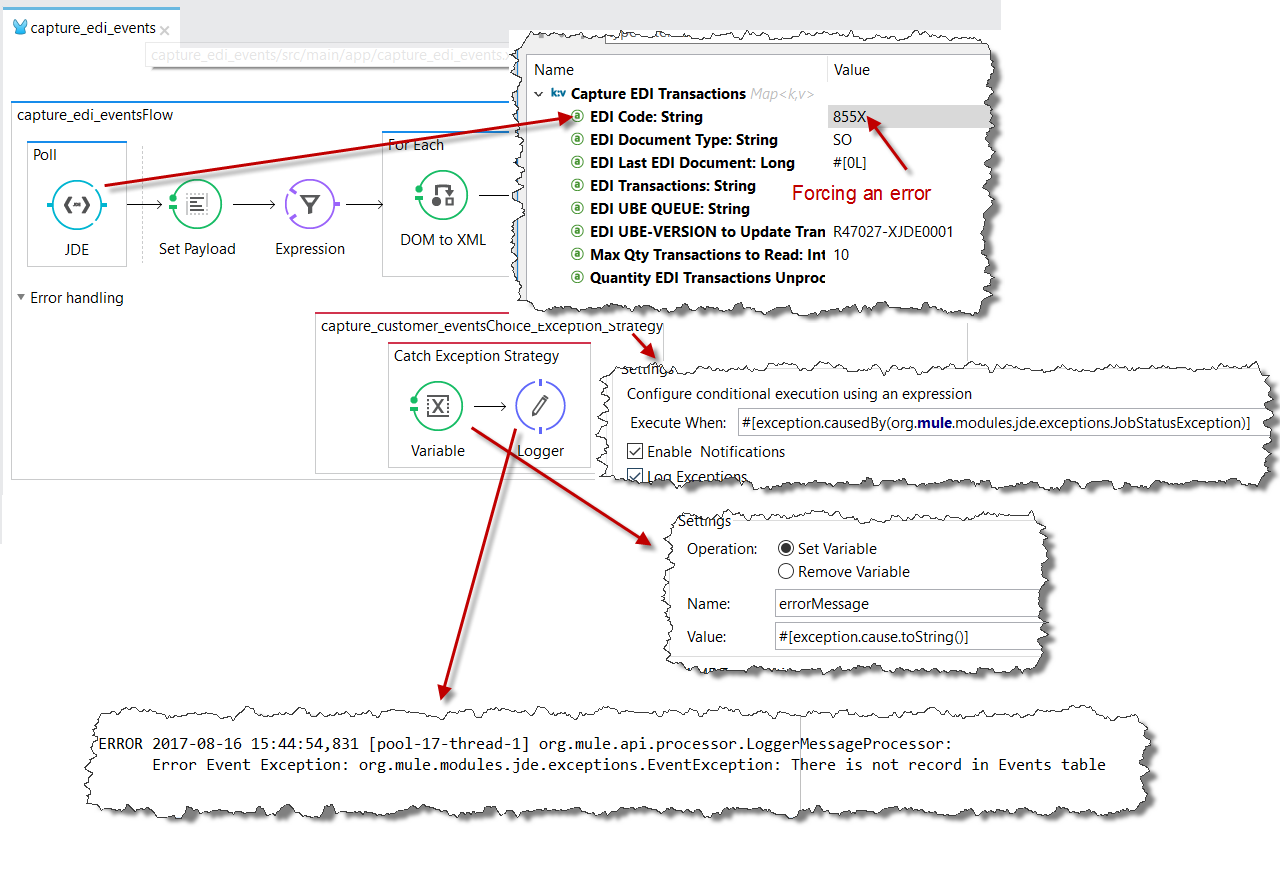 capture_edi_events
capture_edi_events/src/main/app/capture_edi_events.
capture_edi_eventsFlow
Poll
JDE
Set Payload
Expression
For Each
DOM to XML
Error handling
Name Value
k:v Capture EDI Transactions Map<k,v>
EDI Code: String 855X
EDI Document Type: String SO
EDI Last EDI Document: Long #[0L]
EDI Transactions: String
EDI UBE QUEUE: String
EDI UBE-VERSION to Update Tran R47027-XJDE0001
Max Qty Transactions to Read: Int 10
Quantity EDI Transactions Unproc
Forcing an error
capture_customer_eventsChoice_Exception_Strategy
Catch Exception Strategy
Variable
Logger
Settings
Configure conditional execution using an expression
Execute When: #[exception.causedBy(org.mule.modules.jde.exceptions.JobStatusException)]
Enable Notifications
Log Exceptions
Settings
Operation: Set Variable
Remove Variable
Name: errorMessage
Value: #[exception.cause.toString()]
ERROR 2017-08-16 15:44:54,831 [pool-17-thread-1] org.mule.api.processor.LoggerMessageProcessor:
Error Event Exception: org.mule.modules.jde.exceptions.EventException: There is not record in Events table